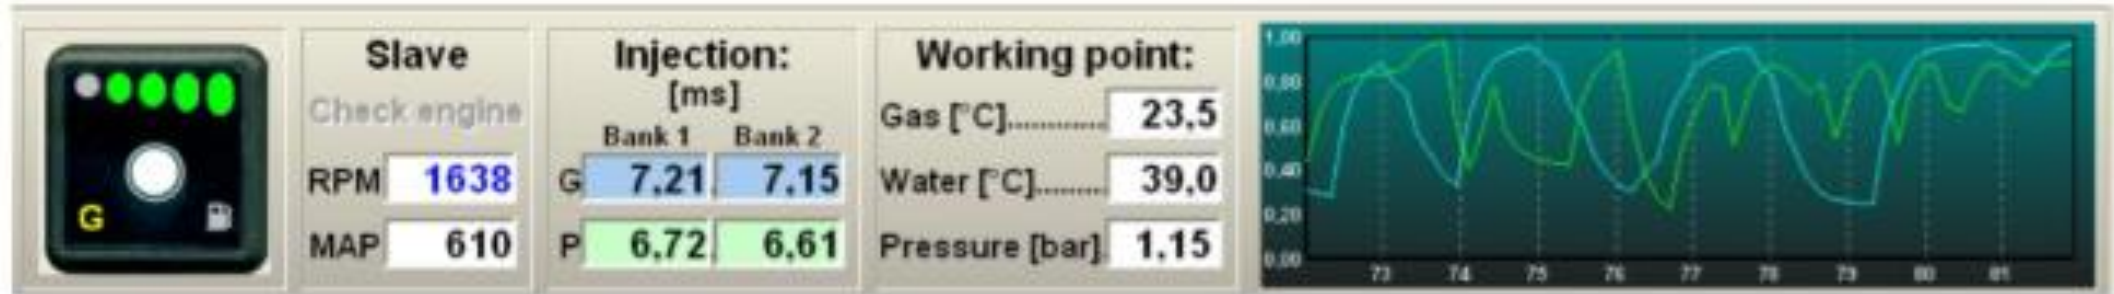 G
Slave
Check engine
RPM 1638
MAP 610
Injection:
[ms]
Bank 1 Bank 2
G 7,21 7,15
P 6,72 6,61
Working point:
Gas [°C]............ 23,5
Water [°C]......... 39,0
Pressure [bar]. 1,15
1,00
0,80
0,60
0,40
0,20
0,00
73 74 75 76 77 78 79 80 81